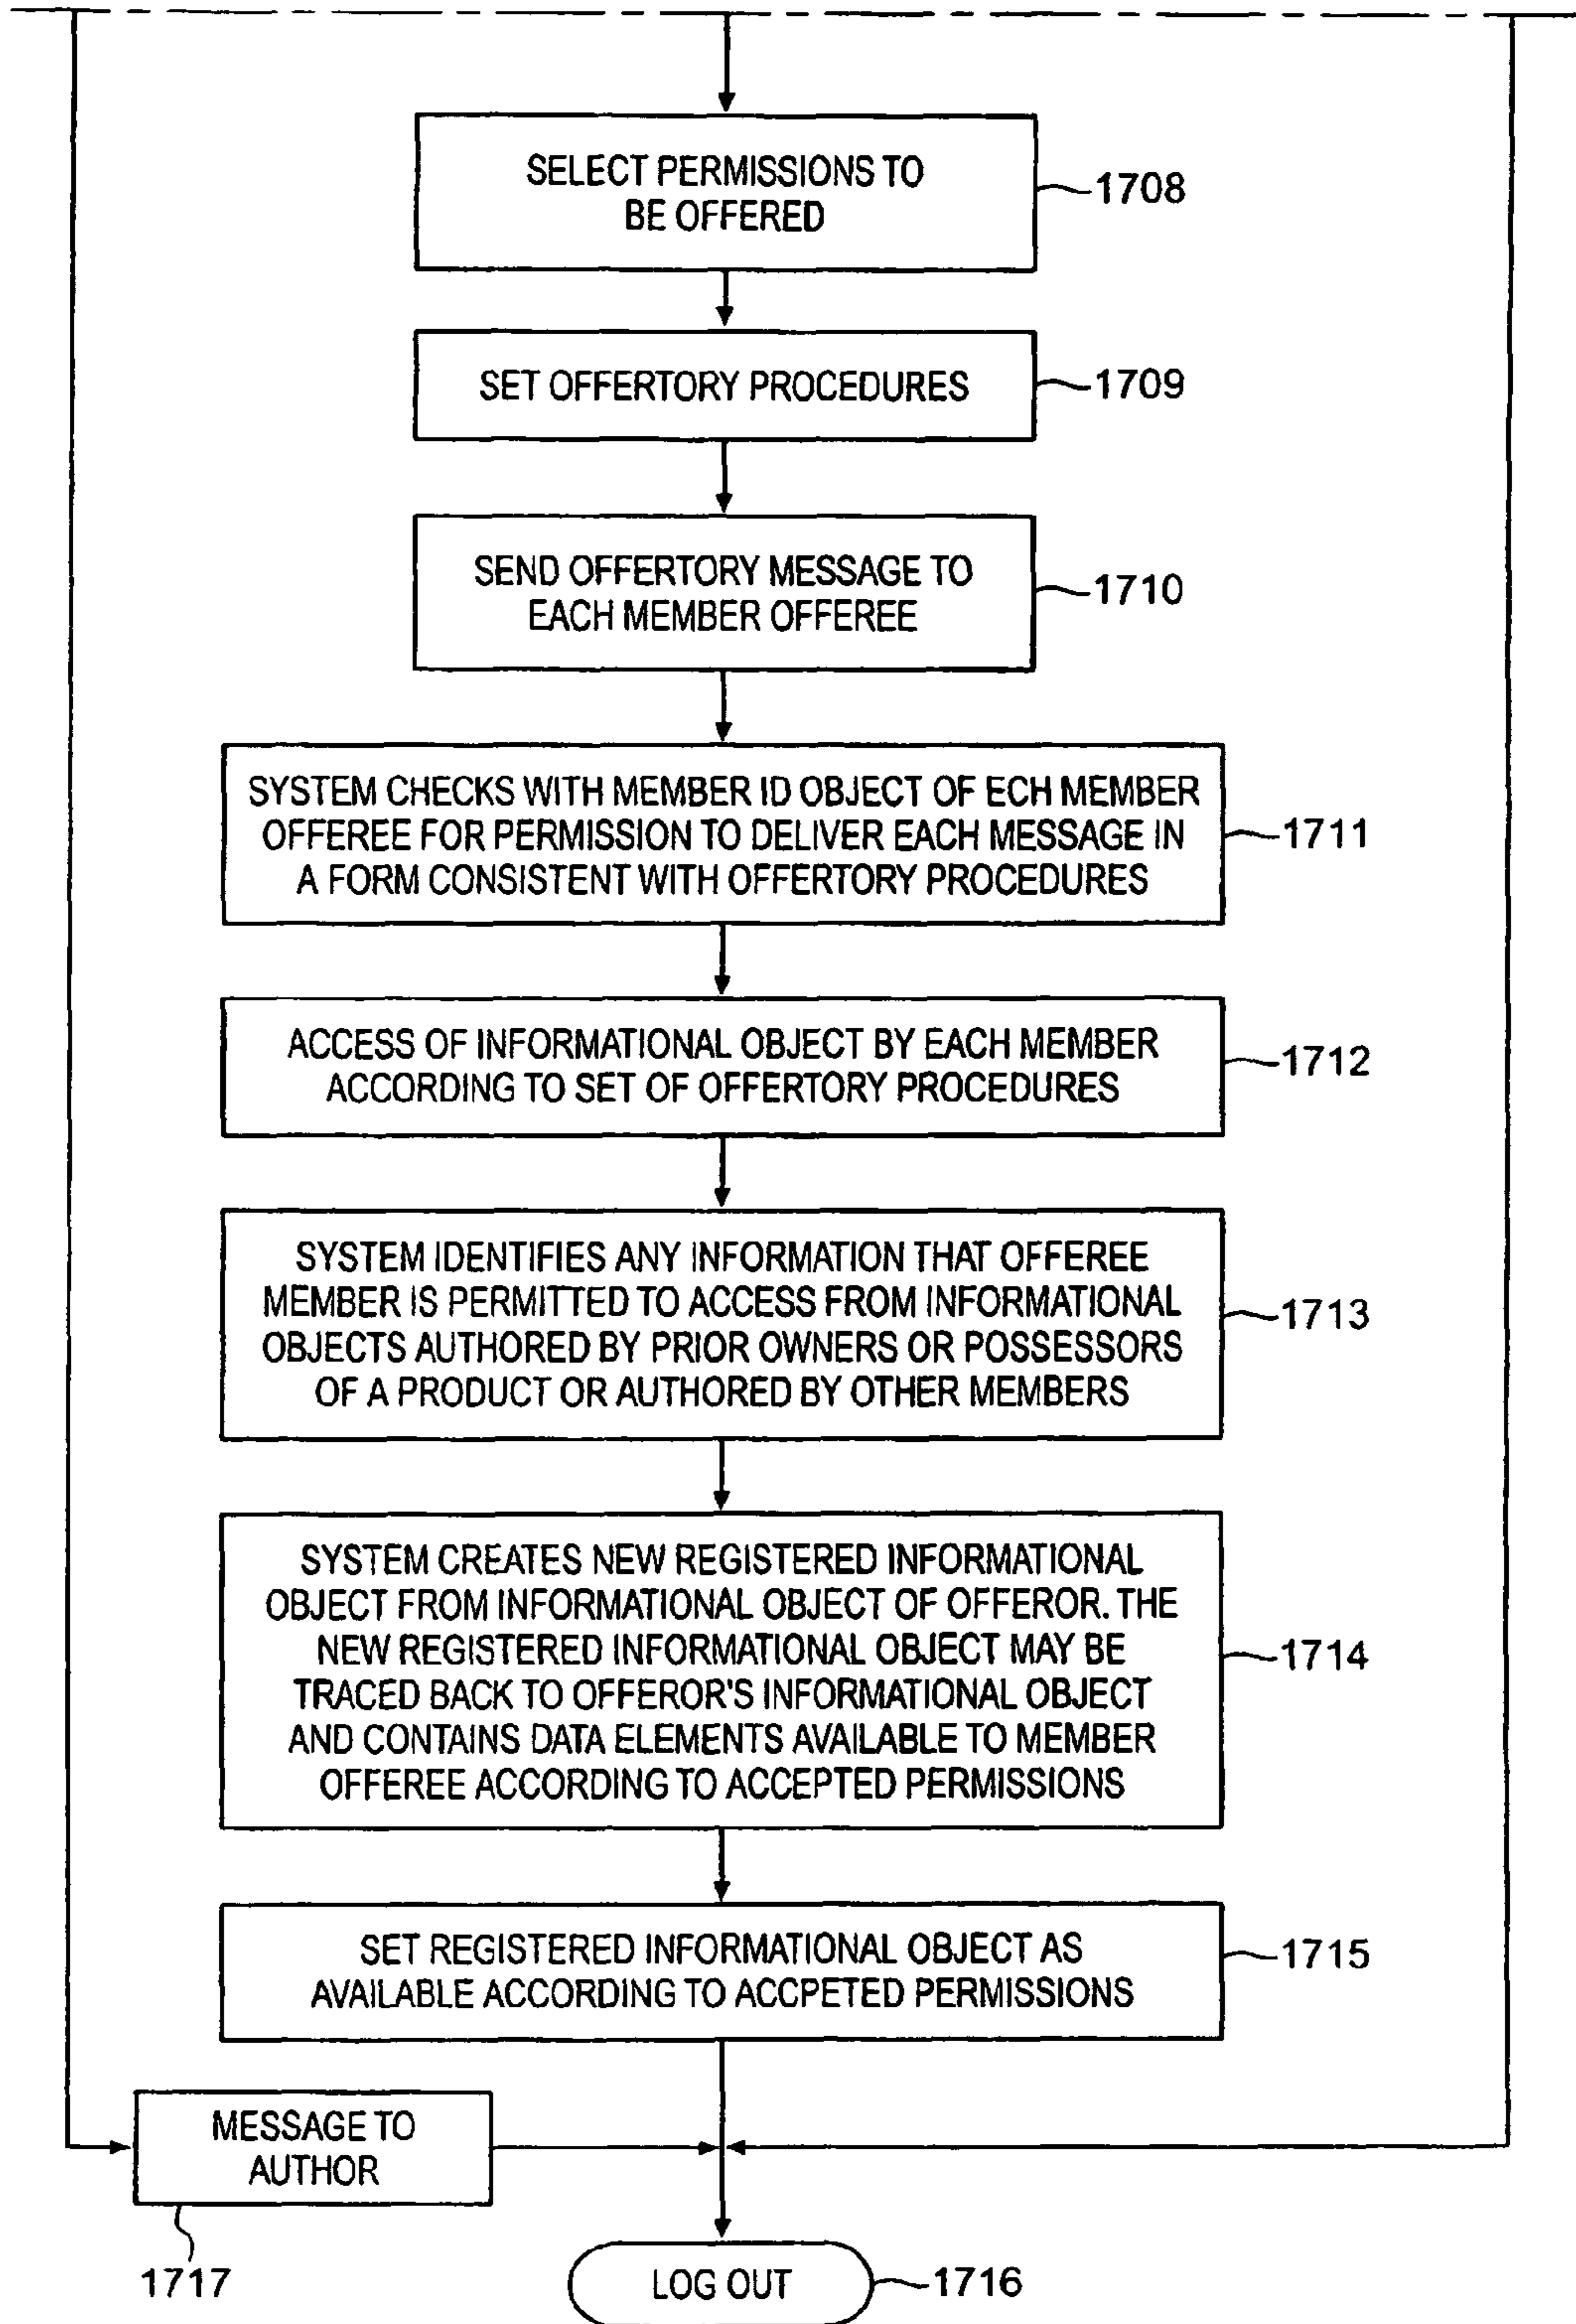 SELECT PERMISSIONS TO
BE OFFERED
1708
SET OFFERTORY PROCEDURES
1709
SEND OFFERTORY MESSAGE TO
EACH MEMBER OFFEREE
1710
SYSTEM CHECKS WITH MEMBER ID OBJECT OF ECH MEMBER
OFFEREE FOR PERMISSION TO DELIVER EACH MESSAGE IN
A FORM CONSISTENT WITH OFFERTORY PROCEDURES
1711
ACCESS OF INFORMATIONAL OBJECT BY EACH MEMBER
ACCORDING TO SET OF OFFERTORY PROCEDURES
1712
SYSTEM IDENTIFIES ANY INFORMATION THAT OFFEREE
MEMBER IS PERMITTED TO ACCESS FROM INFORMATIONAL
OBJECTS AUTHORED BY PRIOR OWNERS OR POSSESSORS
OF A PRODUCT OR AUTHORED BY OTHER MEMBERS
1713
SYSTEM CREATES NEW REGISTERED INFORMATIONAL
OBJECT FROM INFORMATIONAL OBJECT OF OFFEROR. THE
NEW REGISTERED INFORMATIONAL OBJECT MAY BE
TRACED BACK TO OFFEROR'S INFORMATIONAL OBJECT
AND CONTAINS DATA ELEMENTS AVAILABLE TO MEMBER
OFFEREE ACCORDING TO ACCEPTED PERMISSIONS
1714
SET REGISTERED INFORMATIONAL OBJECT AS
AVAILABLE ACCORDING TO ACCPETED PERMISSIONS
1715
MESSAGE TO
AUTHOR
1717
LOG OUT
1716